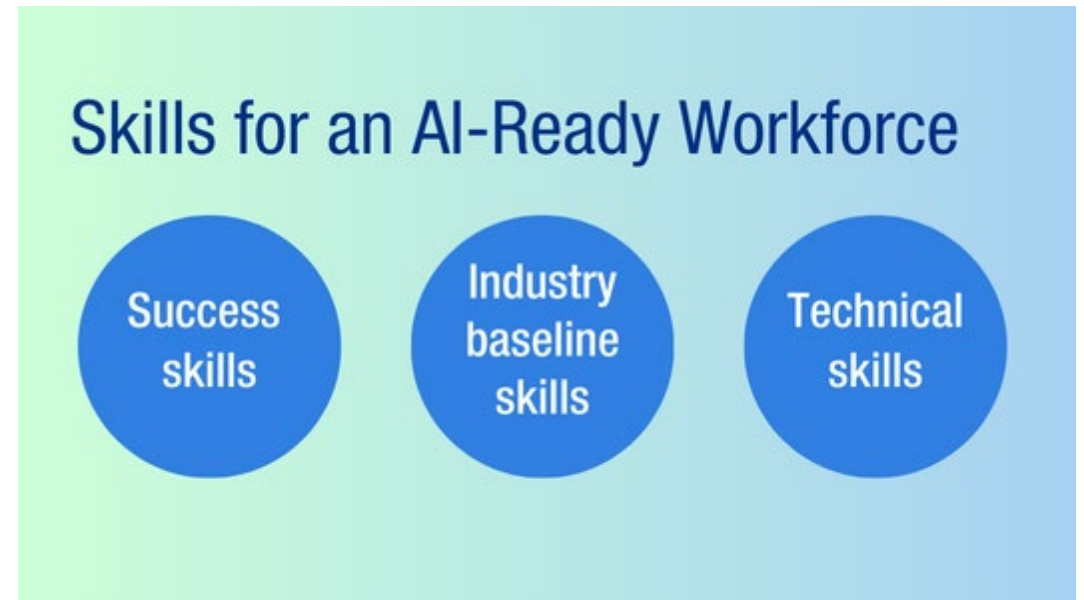 Skills for an AI-Ready Workforce
Success
skills
Industry
baseline
skills
Technical
skills